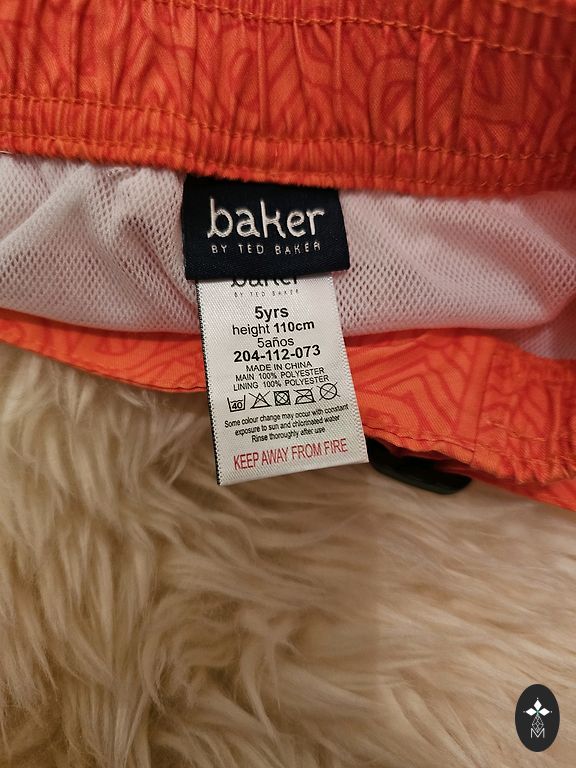 baker
BY TED BAKER
baker
BY TED BAKER
5yrs
height 110cm
5años
204-112-073
MADE IN CHINA
MAIN 100% POLYESTER
LINING 100% POLYESTER
40
Some colour change may occur with constant
exposure to sun and chlorinated water
Rinse thoroughly after use
KEEP AWAY FROM FIRE
M